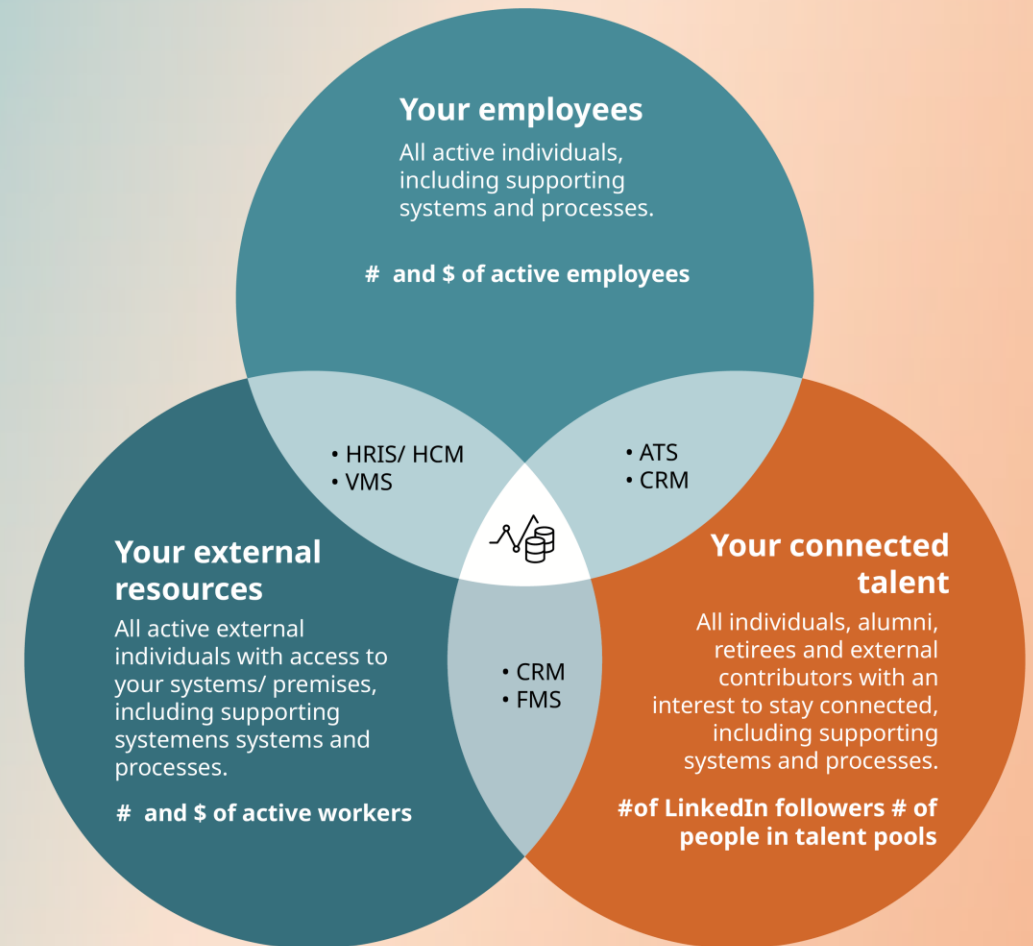 Your employees
All active individuals,
including supporting
systems and processes.
# and $ of active employees
• HRIS/ HCM
• VMS
• ATS
• CRM
Your external
resources
All active external
individuals with access to
your systems/ premises,
including supporting
systemens systems and
processes.
# and $ of active workers
• CRM
• FMS
Your connected
talent
All individuals, alumni,
retirees and external
contributors with an
interest to stay connected,
including supporting
systems and processes.
#of LinkedIn followers # of
people in talent pools